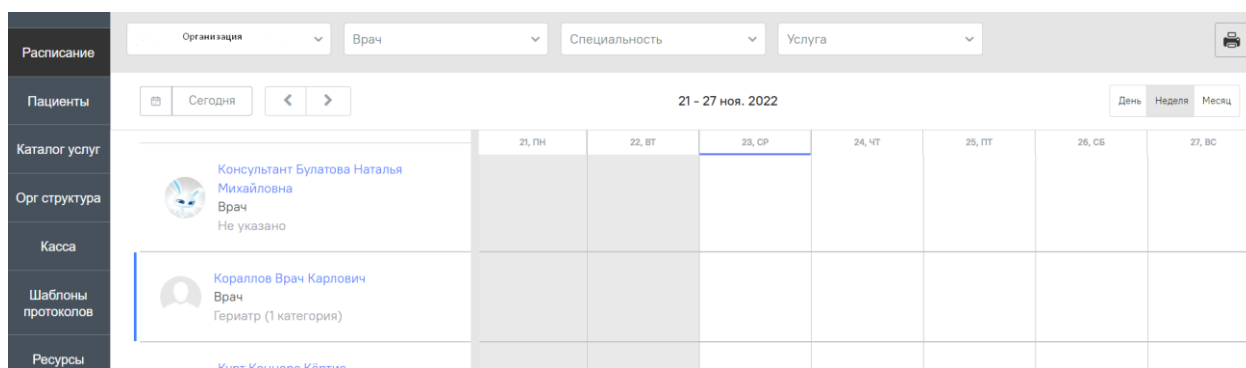 Организация
Врач
Специальность
Услуга
Расписание
Пациенты
Каталог услуг
Орг структура
Касса
Шаблоны
протоколов
Ресурсы
Сегодня
21 - 27 ноя. 2022
День Неделя Месяц
21, ПН
22, ВТ
23, СР
24, ЧТ
25, ПТ
26, СБ
27, ВС
Консультант Булатова Наталья
Михайловна
Врач
Не указано
Кораллов Врач Карлович
Врач
Гериатр (1 категория)